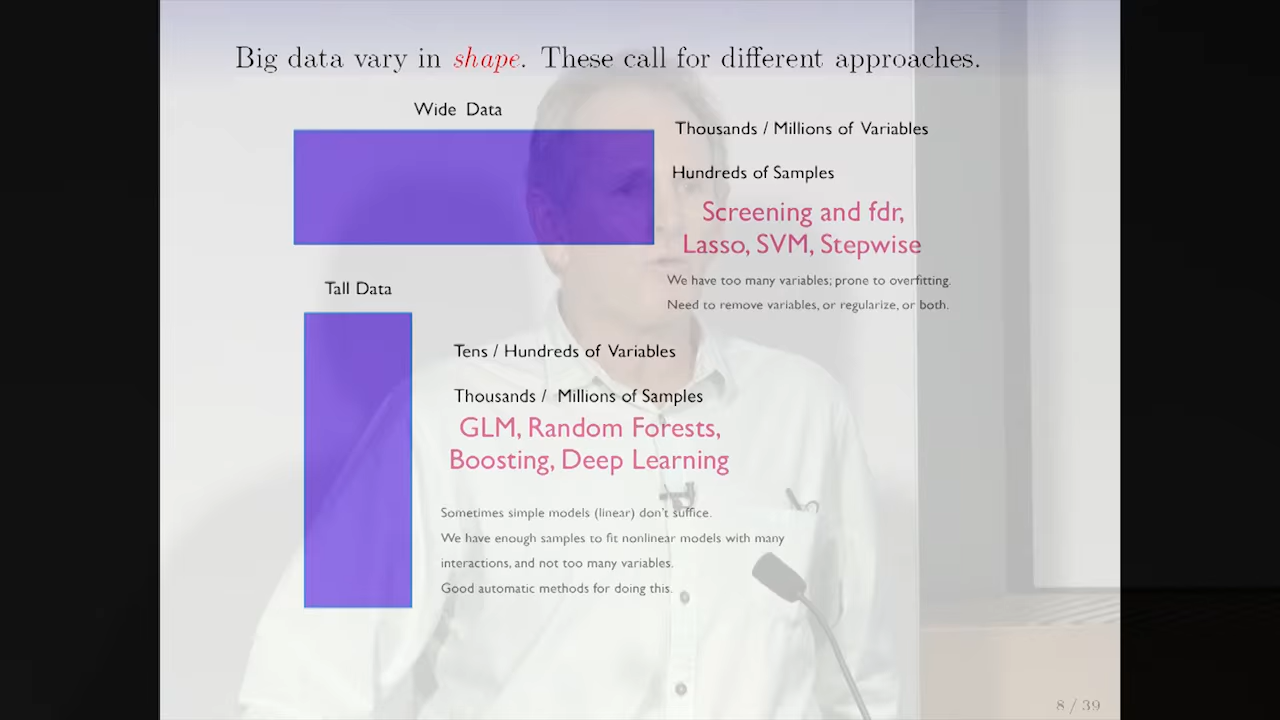 Big data vary in shape. These call for different approaches.
Wide Data
Thousands / Millions of Variables
Hundreds of Samples
Screening and fdr,
Lasso, SVM, Stepwise
We have too many variables; prone to overfitting.
Need to remove variables, or regularize, or both.
Tall Data
Tens / Hundreds of Variables
Thousands / Millions of Samples
GLM, Random Forests,
Boosting, Deep Learning
Sometimes simple models (linear) don't suffice.
We have enough samples to fit nonlinear models with many
interactions, and not too many variables.
Good automatic methods for doing this.
8 / 39